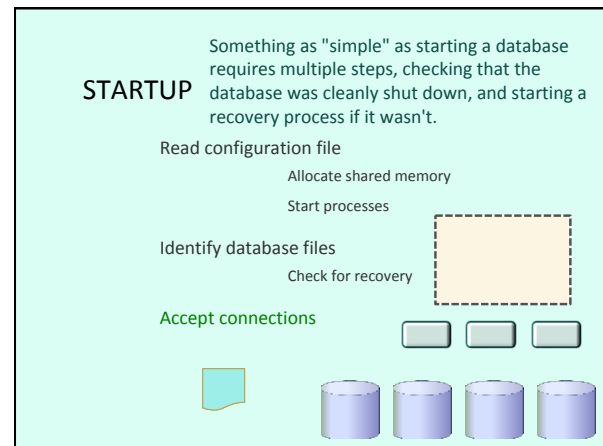 Something as "simple" as starting a database
requires multiple steps, checking that the
STARTUP database was cleanly shut down, and starting a
recovery process if it wasn't.
Read configuration file
Allocate shared memory
Start processes
Identify database files
Check for recovery
Accept connections